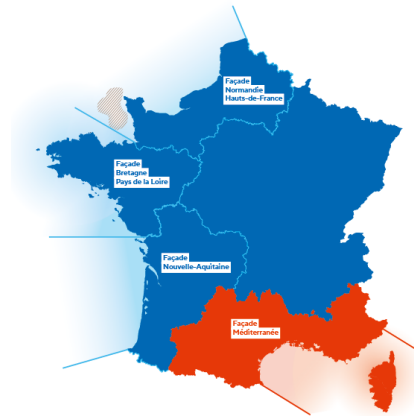 Façade
Normandie
Hauts-de-France
Façade
Bretagne
Pays de la Loire
Façade
Nouvelle-Aquitaine
Façade
Méditerranée